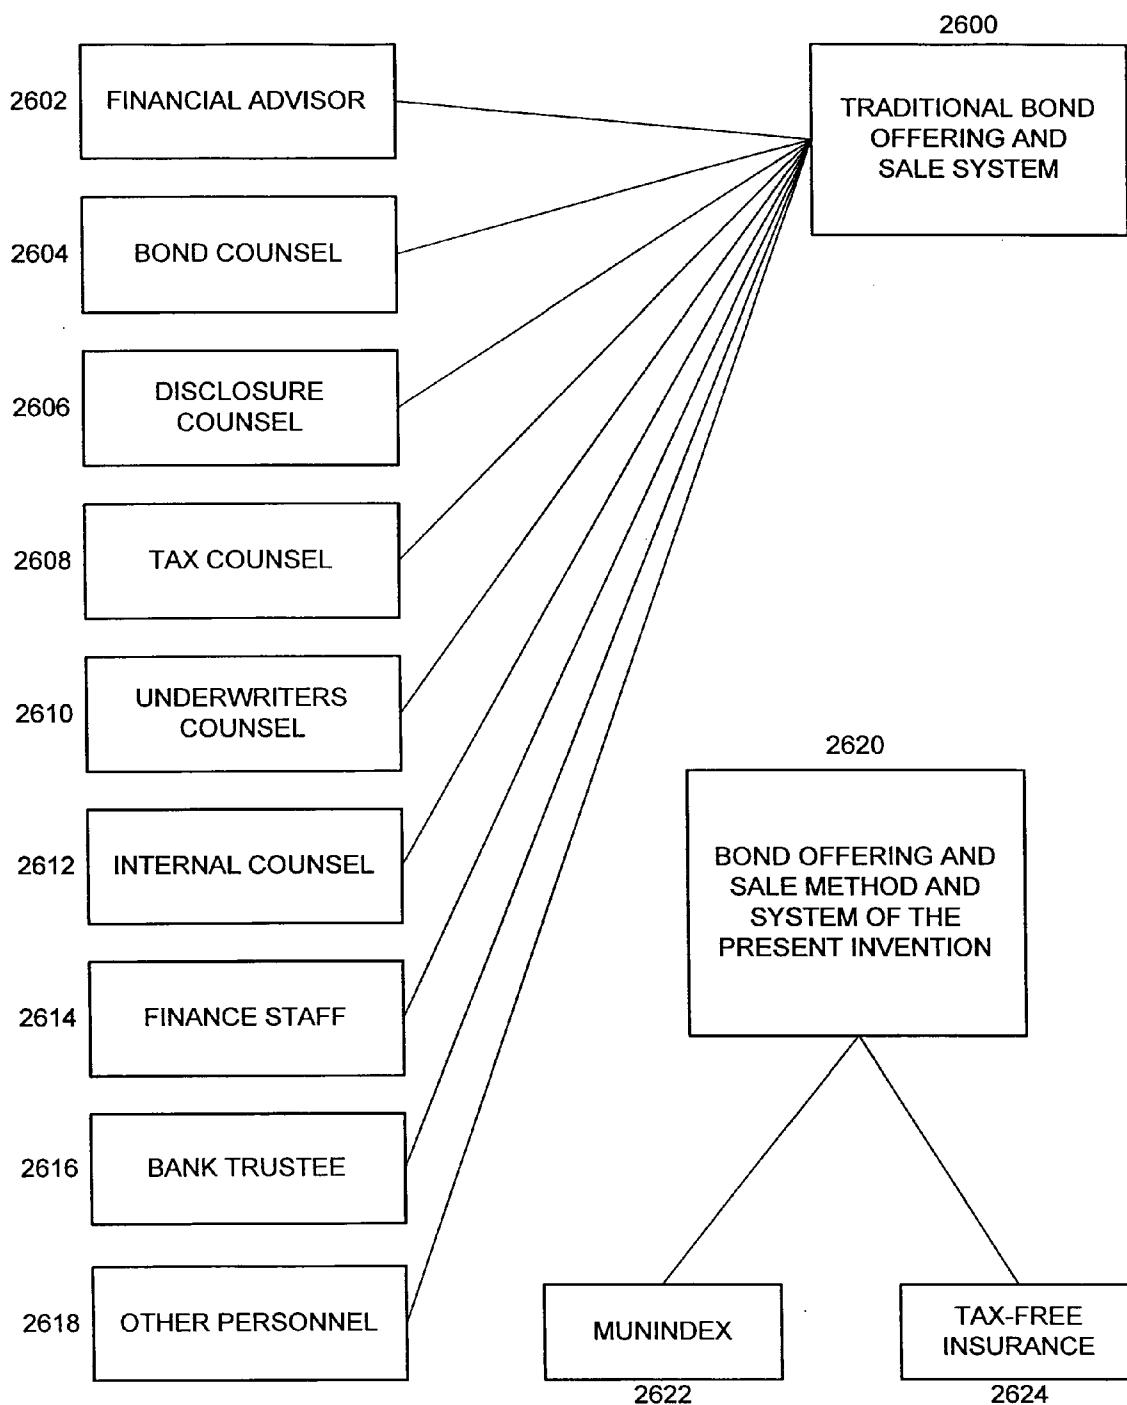 2600
2602
FINANCIAL ADVISOR
TRADITIONAL BOND
OFFERING AND
SALE SYSTEM
2604
BOND COUNSEL
2606
DISCLOSURE
COUNSEL
2608
TAX COUNSEL
2610
UNDERWRITERS
COUNSEL
2612
INTERNAL COUNSEL
2614
FINANCE STAFF
2616
BANK TRUSTEE
2618
OTHER PERSONNEL
2620
BOND OFFERING AND
SALE METHOD AND
SYSTEM OF THE
PRESENT INVENTION
MUNINDEX
2622
TAX-FREE
INSURANCE
2624